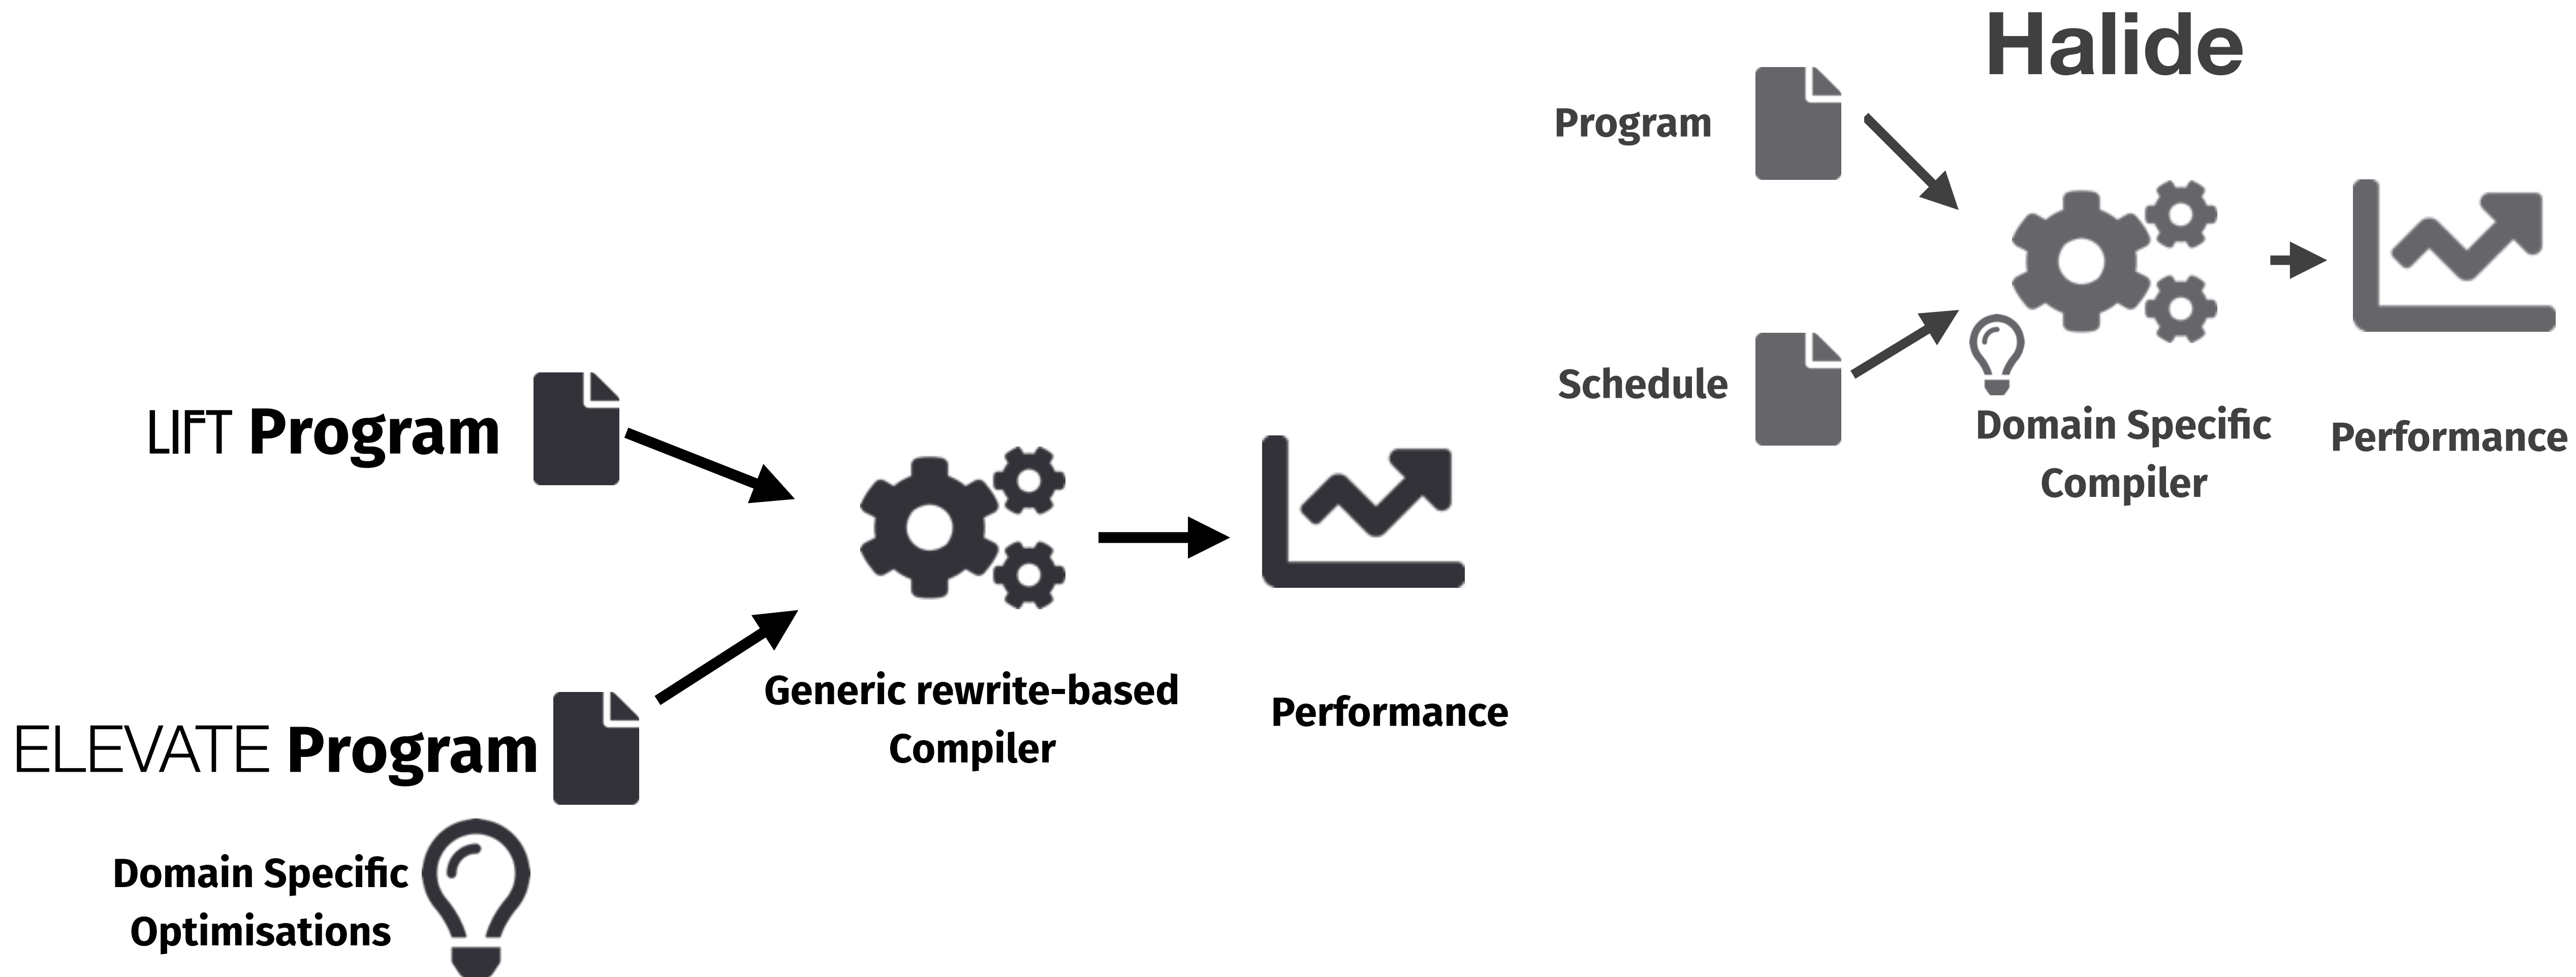 Halide
Program
Schedule
Domain Specific
Compiler
Performance
LIFT Program
ELEVATE Program
Generic rewrite-based
Compiler
Performance
Domain Specific
Optimisations